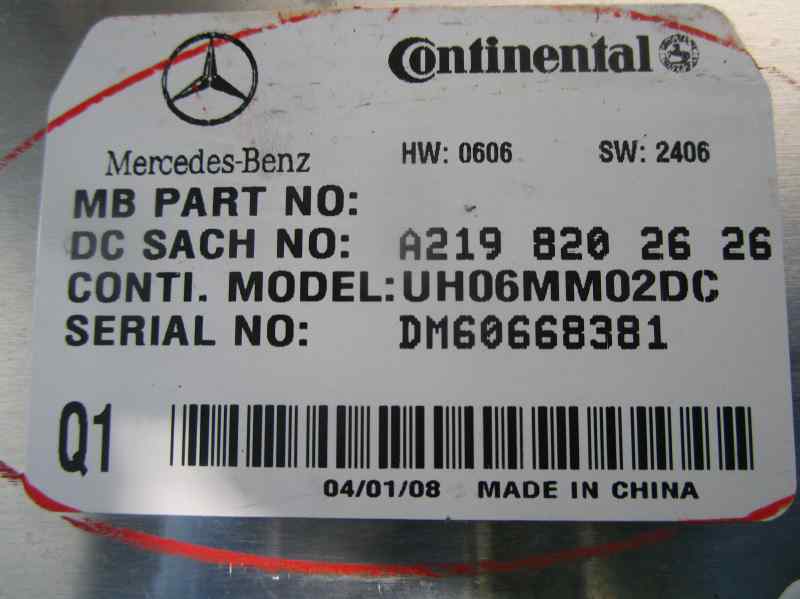 Continental
Mercedes-Benz
HW: 0606 SW: 2406
MB PART NO:
DC SACH NO: A219 820 26 26
CONTI. MODEL: UH06MM02DC
SERIAL NO: DM60668381
Q1
04/01/08 MADE IN CHINA